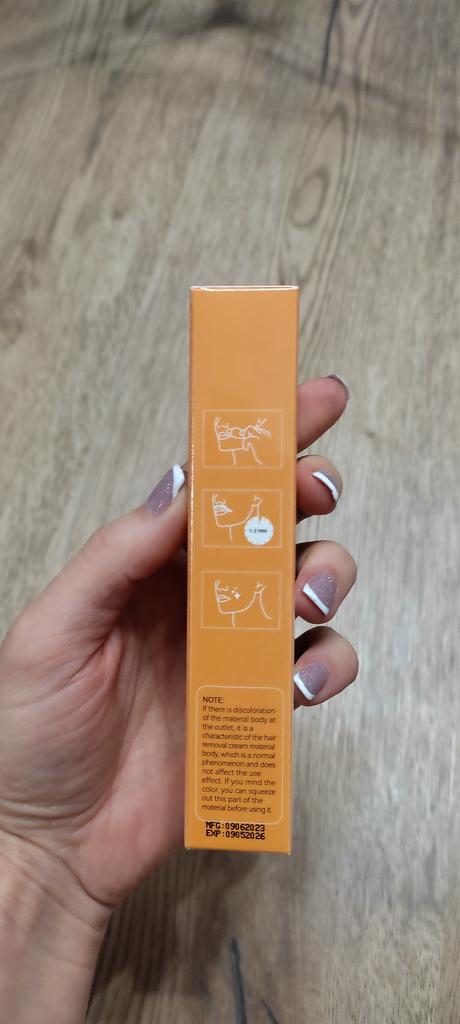 1-2 MIN
NOTE:
If there is discoloration
of the material body at
the outlet, it is a
characteristic of the hair
removal cream material
body, which is a normal
phenomenon and does
not affect the use
effect. If you mind the
color, you can squeeze
out this part of the
material before using it.
MFG:09062023
EXP:09052026